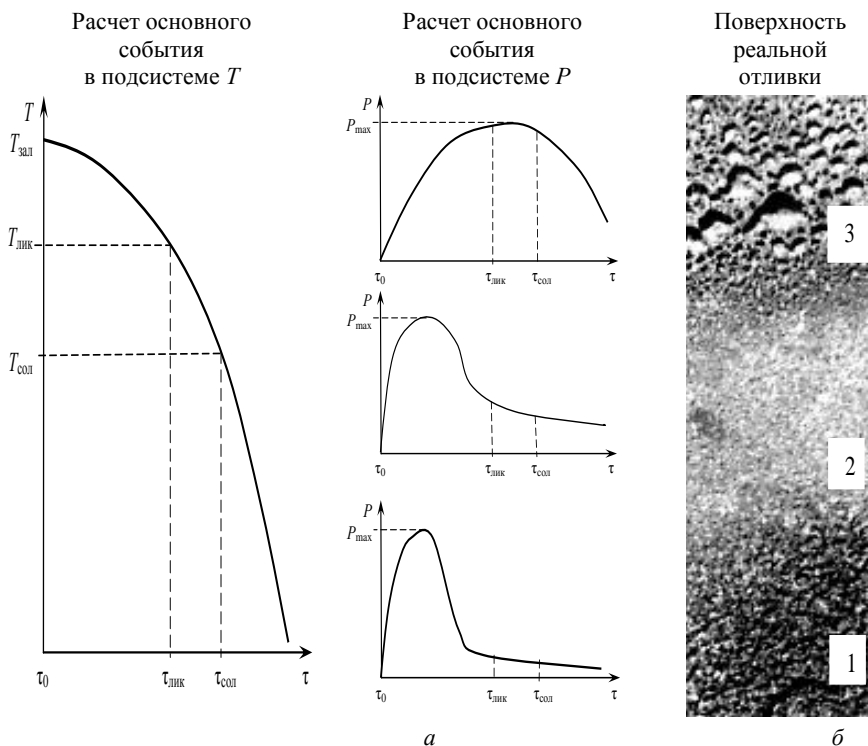 Расчет основного
события
в подсистеме T
T
Tзал
Tлик
Tсол
τ0
τлик
τсол
τ
Расчет основного
события
в подсистеме P
P
Pmax
τ0
τлик
τсол
τ
P
Pmax
τ0
τлик
τсол
τ
P
Pmax
τ0
τлик
τсол
τ
а
Поверхность
реальной
отливки
3
2
1
б